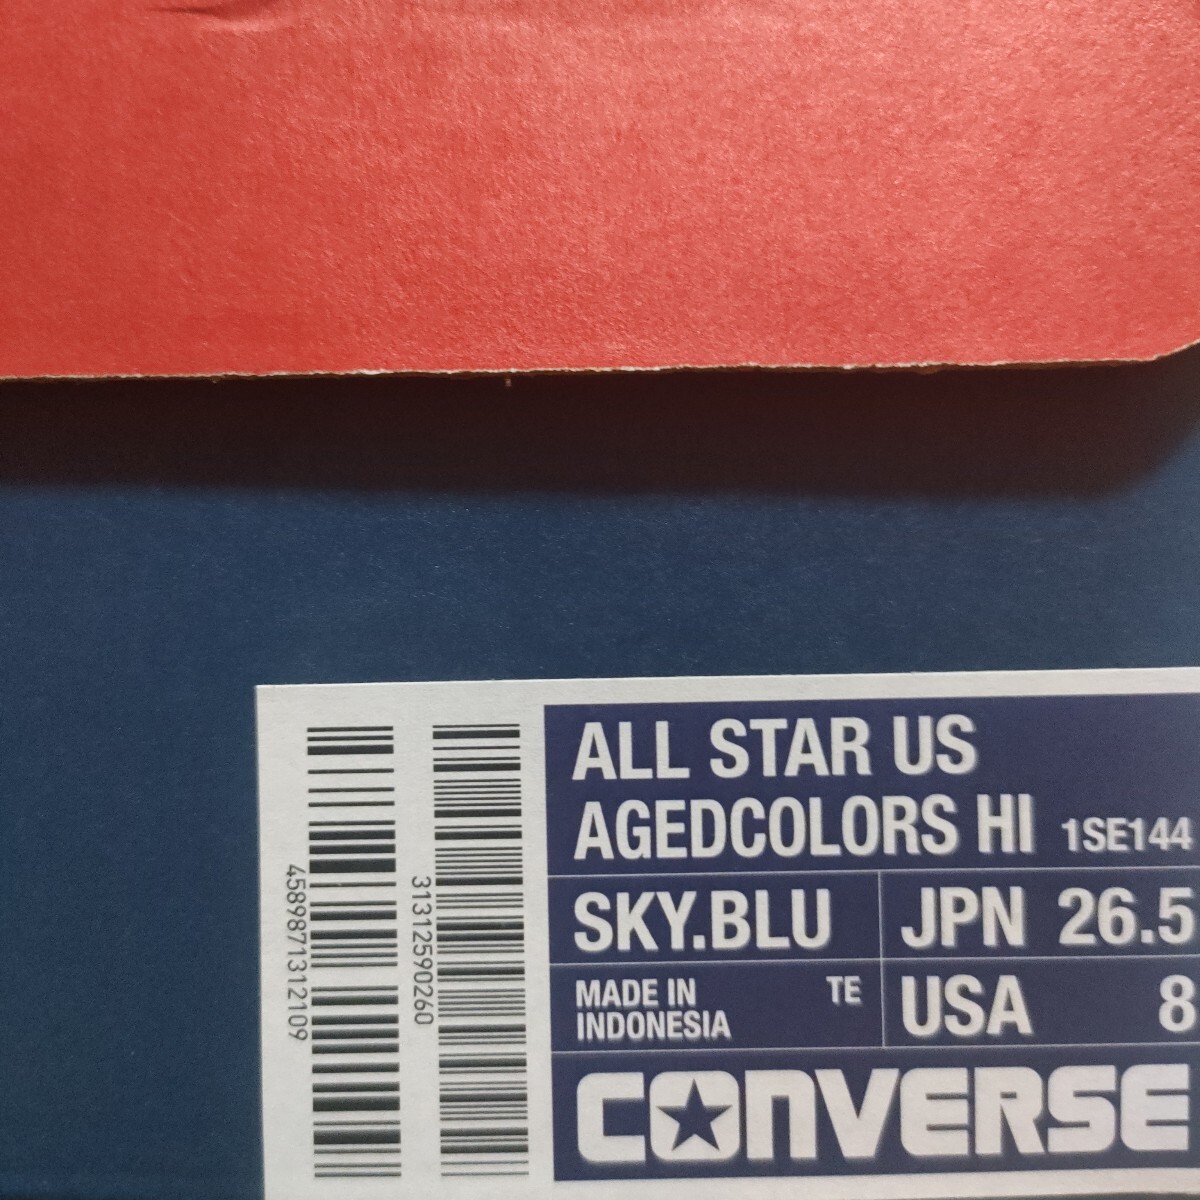 ALL STAR US
AGEDCOLORS HI 1SE144
SKY.BLU JPN 26.5
MADE IN INDONESIA TE USA 8
CONVERSE
4589871312109
31312590260